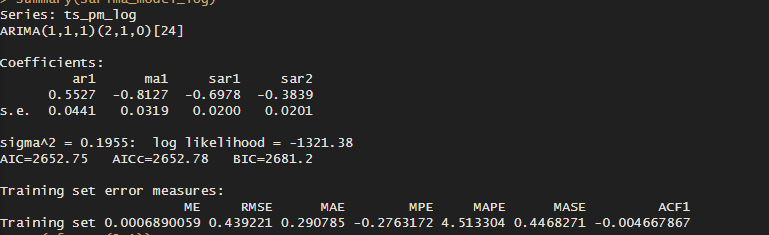 > summary(sarima_model_log)
Series: ts_pm_log
ARIMA(1,1,1)(2,1,0)[24]
Coefficients:
ar1 ma1 sar1 sar2
0.5527 -0.8127 -0.6978 -0.3839
s.e. 0.0441 0.0319 0.0200 0.0201
sigma^2 = 0.1955: log likelihood = -1321.38
AIC=2652.75 AICc=2652.78 BIC=2681.2
Training set error measures:
ME RMSE MAE MPE MAPE MASE ACF1
Training set 0.0006890059 0.439221 0.290785 -0.2763172 4.513304 0.4468271 -0.004667867